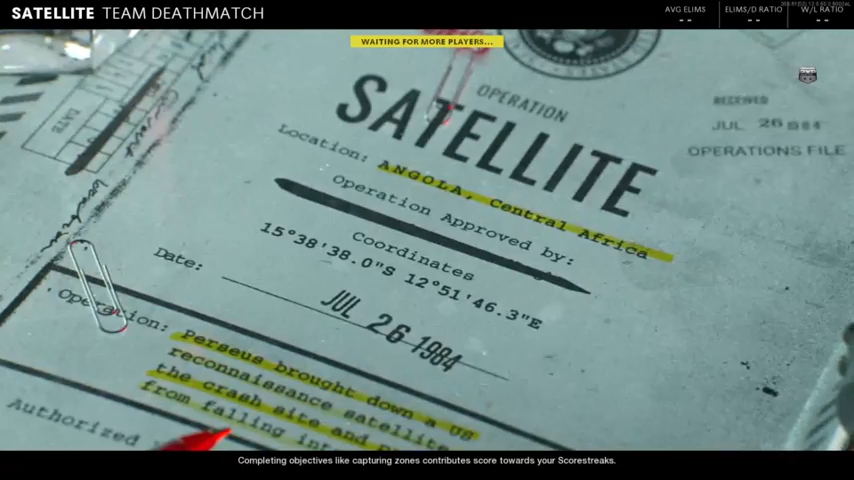 SATELLITE TEAM DEATHMATCH
AVG ELIMS
ELIMS/D RATIO
W/L RATIO
-- -- --
WAITING FOR MORE PLAYERS...
OPERATION
SATELLITE
RECEIVED
JUL 26 1984
OPERATIONS FILE
DATE
Location: ANGOLA, Central Africa
Operation Approved by:
Coordinates
15°38'38.0"S 12°51'46.3"E
Date:
JUL 26 1984
Operation: Perseus brought down a US
reconnaissance satellite
the crash site and
from falling
Authorized
Completing objectives like capturing zones contributes score towards your Scorestreaks.